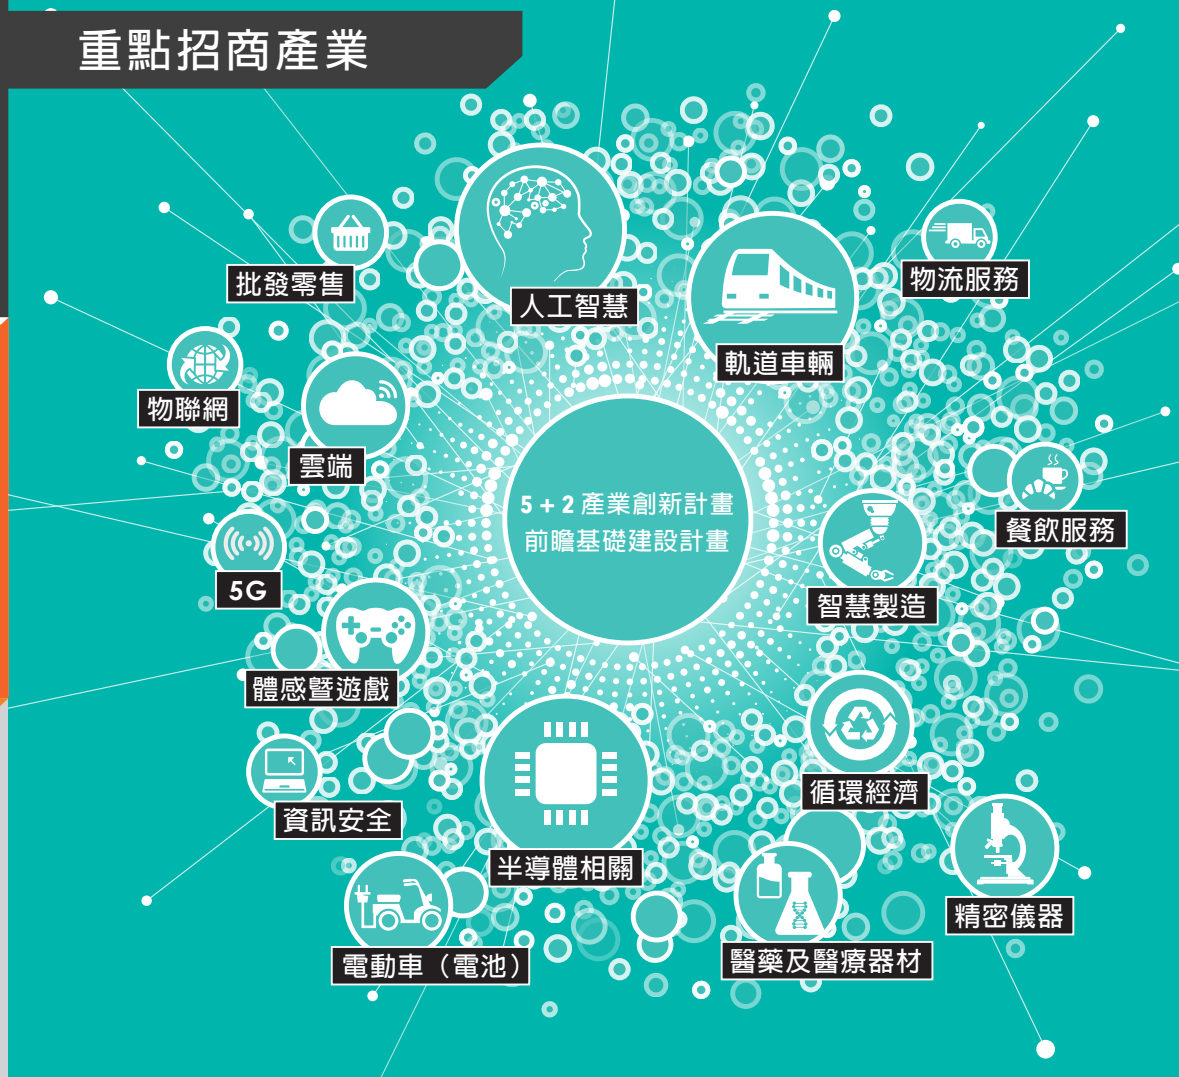 重點招商產業
批發零售
人工智慧
物流服務
軌道車輛
物聯網
雲端
5 + 2 產業創新計畫
前瞻基礎建設計畫
餐飲服務
5G
智慧製造
體感暨遊戲
資訊安全
循環經濟
半導體相關
精密儀器
電動車（電池）
醫藥及醫療器材